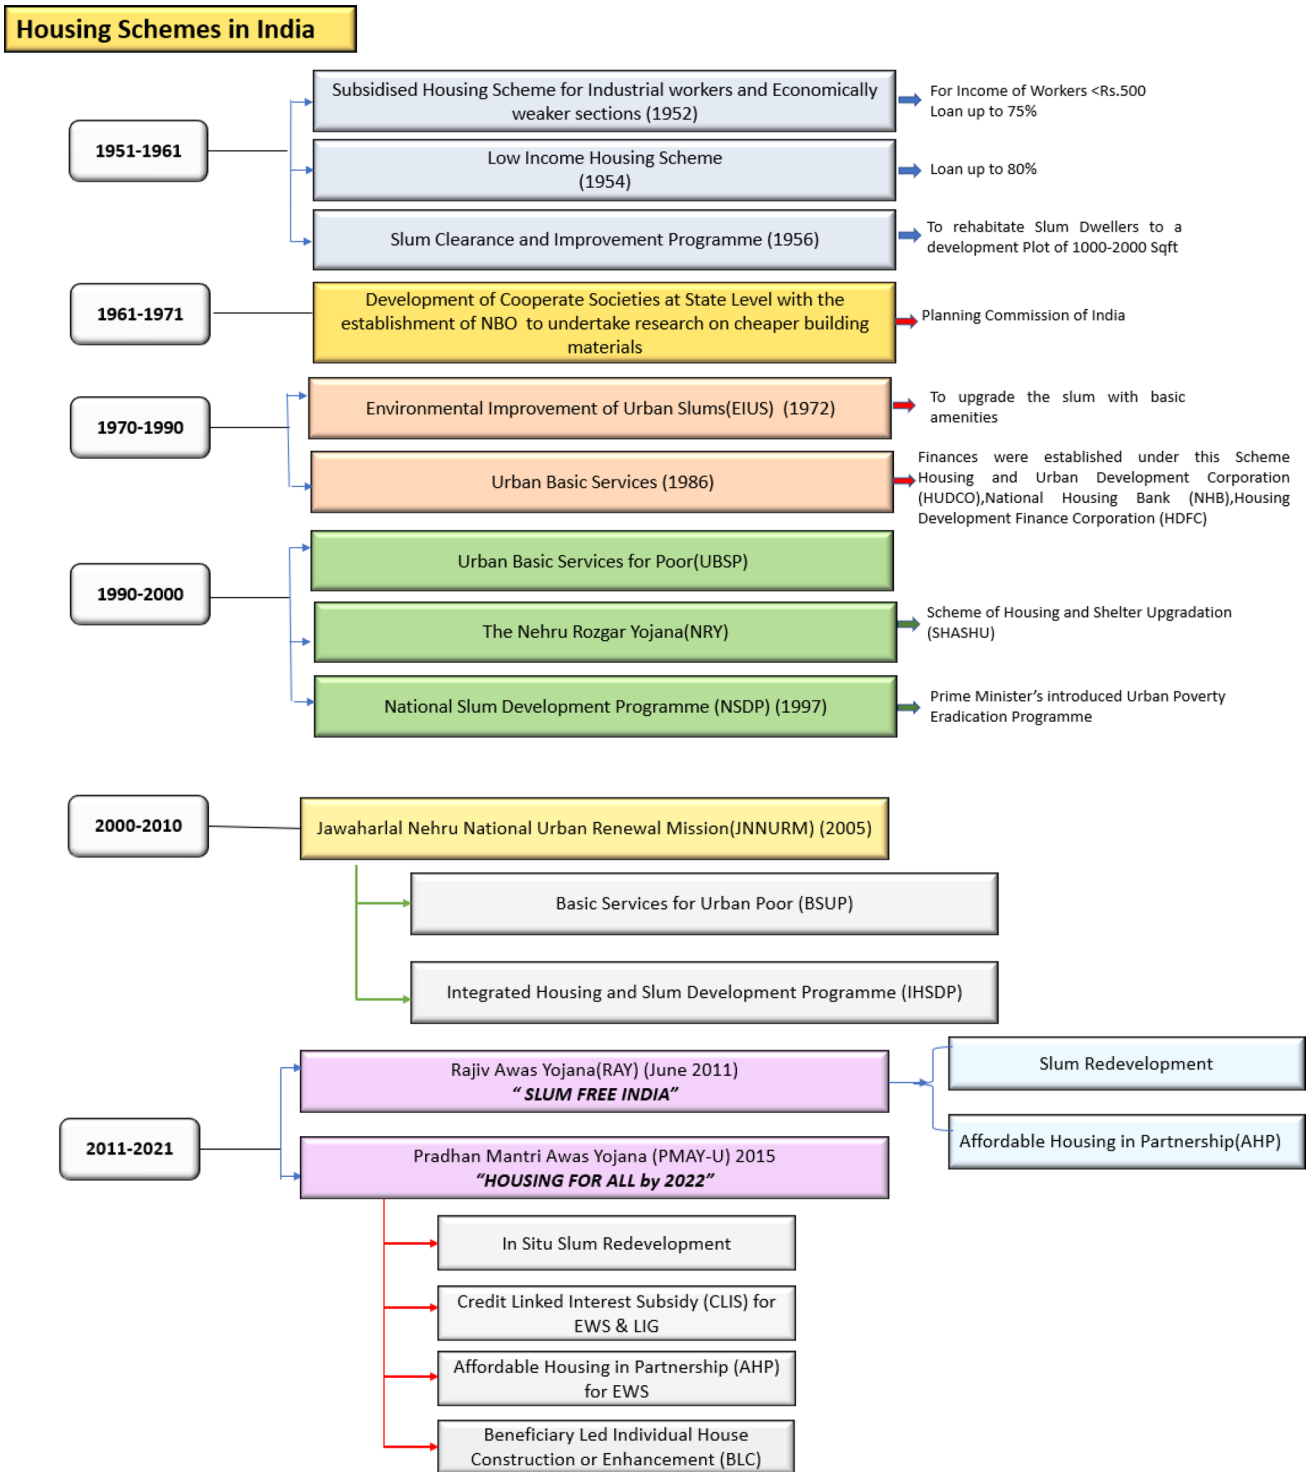 Housing Schemes in India
1951-1961
Subsidised Housing Scheme for Industrial workers and Economically
weaker sections (1952)
For Income of Workers <Rs.500
Loan up to 75%
Low Income Housing Scheme
(1954)
Loan up to 80%
Slum Clearance and Improvement Programme (1956)
To rehabitate Slum Dwellers to a
development Plot of 1000-2000 Sqft
1961-1971
Development of Cooperate Societies at State Level with the
establishment of NBO to undertake research on cheaper building
materials
Planning Commission of India
1970-1990
Environmental Improvement of Urban Slums(EIUS) (1972)
To upgrade the slum with basic
amenities
Urban Basic Services (1986)
Finances were established under this Scheme
Housing and Urban Development Corporation
(HUDCO),National Housing Bank (NHB),Housing
Development Finance Corporation (HDFC)
1990-2000
Urban Basic Services for Poor(UBSP)
The Nehru Rozgar Yojana(NRY)
Scheme of Housing and Shelter Upgradation
(SHASHU)
National Slum Development Programme (NSDP) (1997)
Prime Minister's introduced Urban Poverty
Eradication Programme
2000-2010
Jawaharlal Nehru National Urban Renewal Mission(JNNURM) (2005)
Basic Services for Urban Poor (BSUP)
Integrated Housing and Slum Development Programme (IHSDP)
2011-2021
Rajiv Awas Yojana(RAY) (June 2011)
“ SLUM FREE INDIA”
Slum Redevelopment
Affordable Housing in Partnership(AHP)
Pradhan Mantri Awas Yojana (PMAY-U) 2015
“HOUSING FOR ALL by 2022”
In Situ Slum Redevelopment
Credit Linked Interest Subsidy (CLIS) for
EWS & LIG
Affordable Housing in Partnership (AHP)
for EWS
Beneficiary Led Individual House
Construction or Enhancement (BLC)